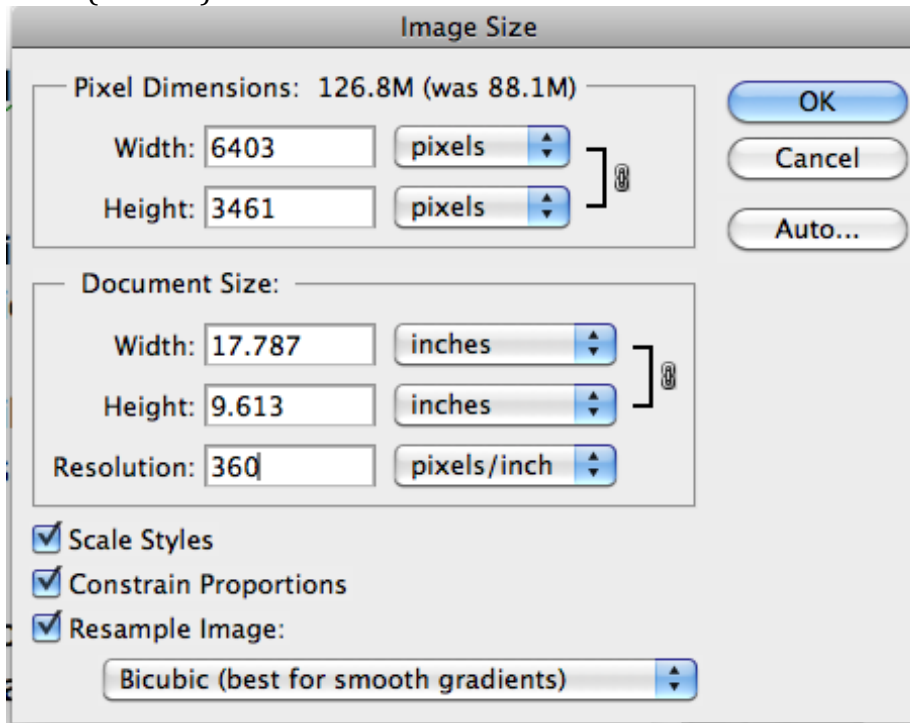 Image Size
Pixel Dimensions: 126.8M (was 88.1M)
OK
Width: 6403 pixels
Cancel
Height: 3461 pixels
Auto...
Document Size:
Width: 17.787 inches
Height: 9.613 inches
Resolution: 360 pixels/inch
Scale Styles
Constrain Proportions
Resample Image:
Bicubic (best for smooth gradients)